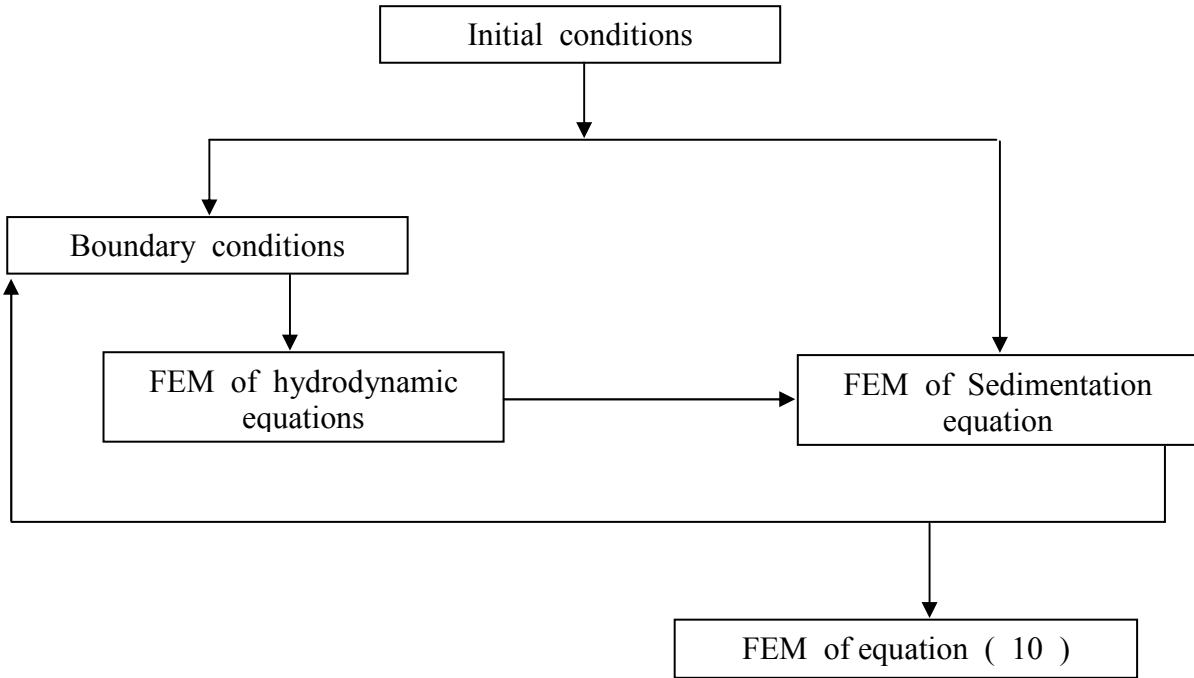 Initial conditions
Boundary conditions
FEM of hydrodynamic
equations
FEM of Sedimentation
equation
FEM of equation ( 10 )